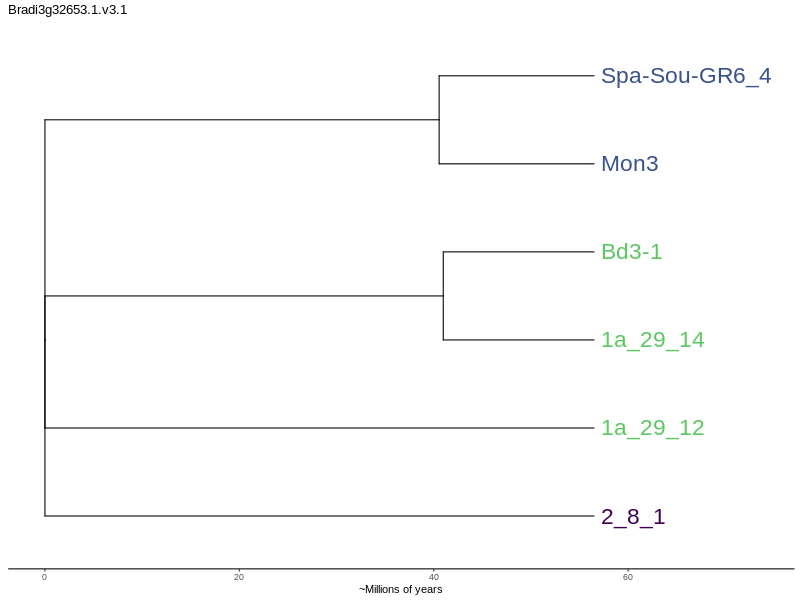 Bradi3g32653.1.v3.1
Spa-Sou-GR6_4
Mon3
Bd3-1
1a_29_14
1a_29_12
2_8_1
0 20 40 60
~Millions of years